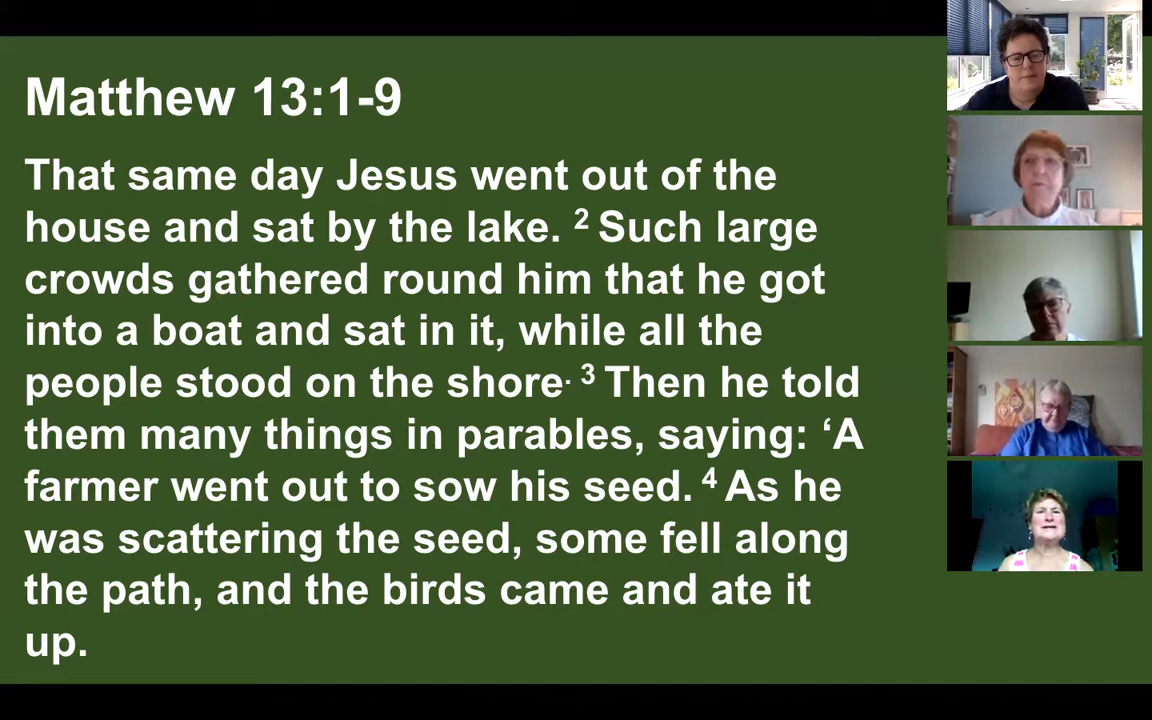 Matthew 13:1-9
That same day Jesus went out of the
house and sat by the lake. 2 Such large
crowds gathered round him that he got
into a boat and sat in it, while all the
people stood on the shore. 3 Then he told
them many things in parables, saying: ‘A
farmer went out to sow his seed. 4 As he
was scattering the seed, some fell along
the path, and the birds came and ate it
up.